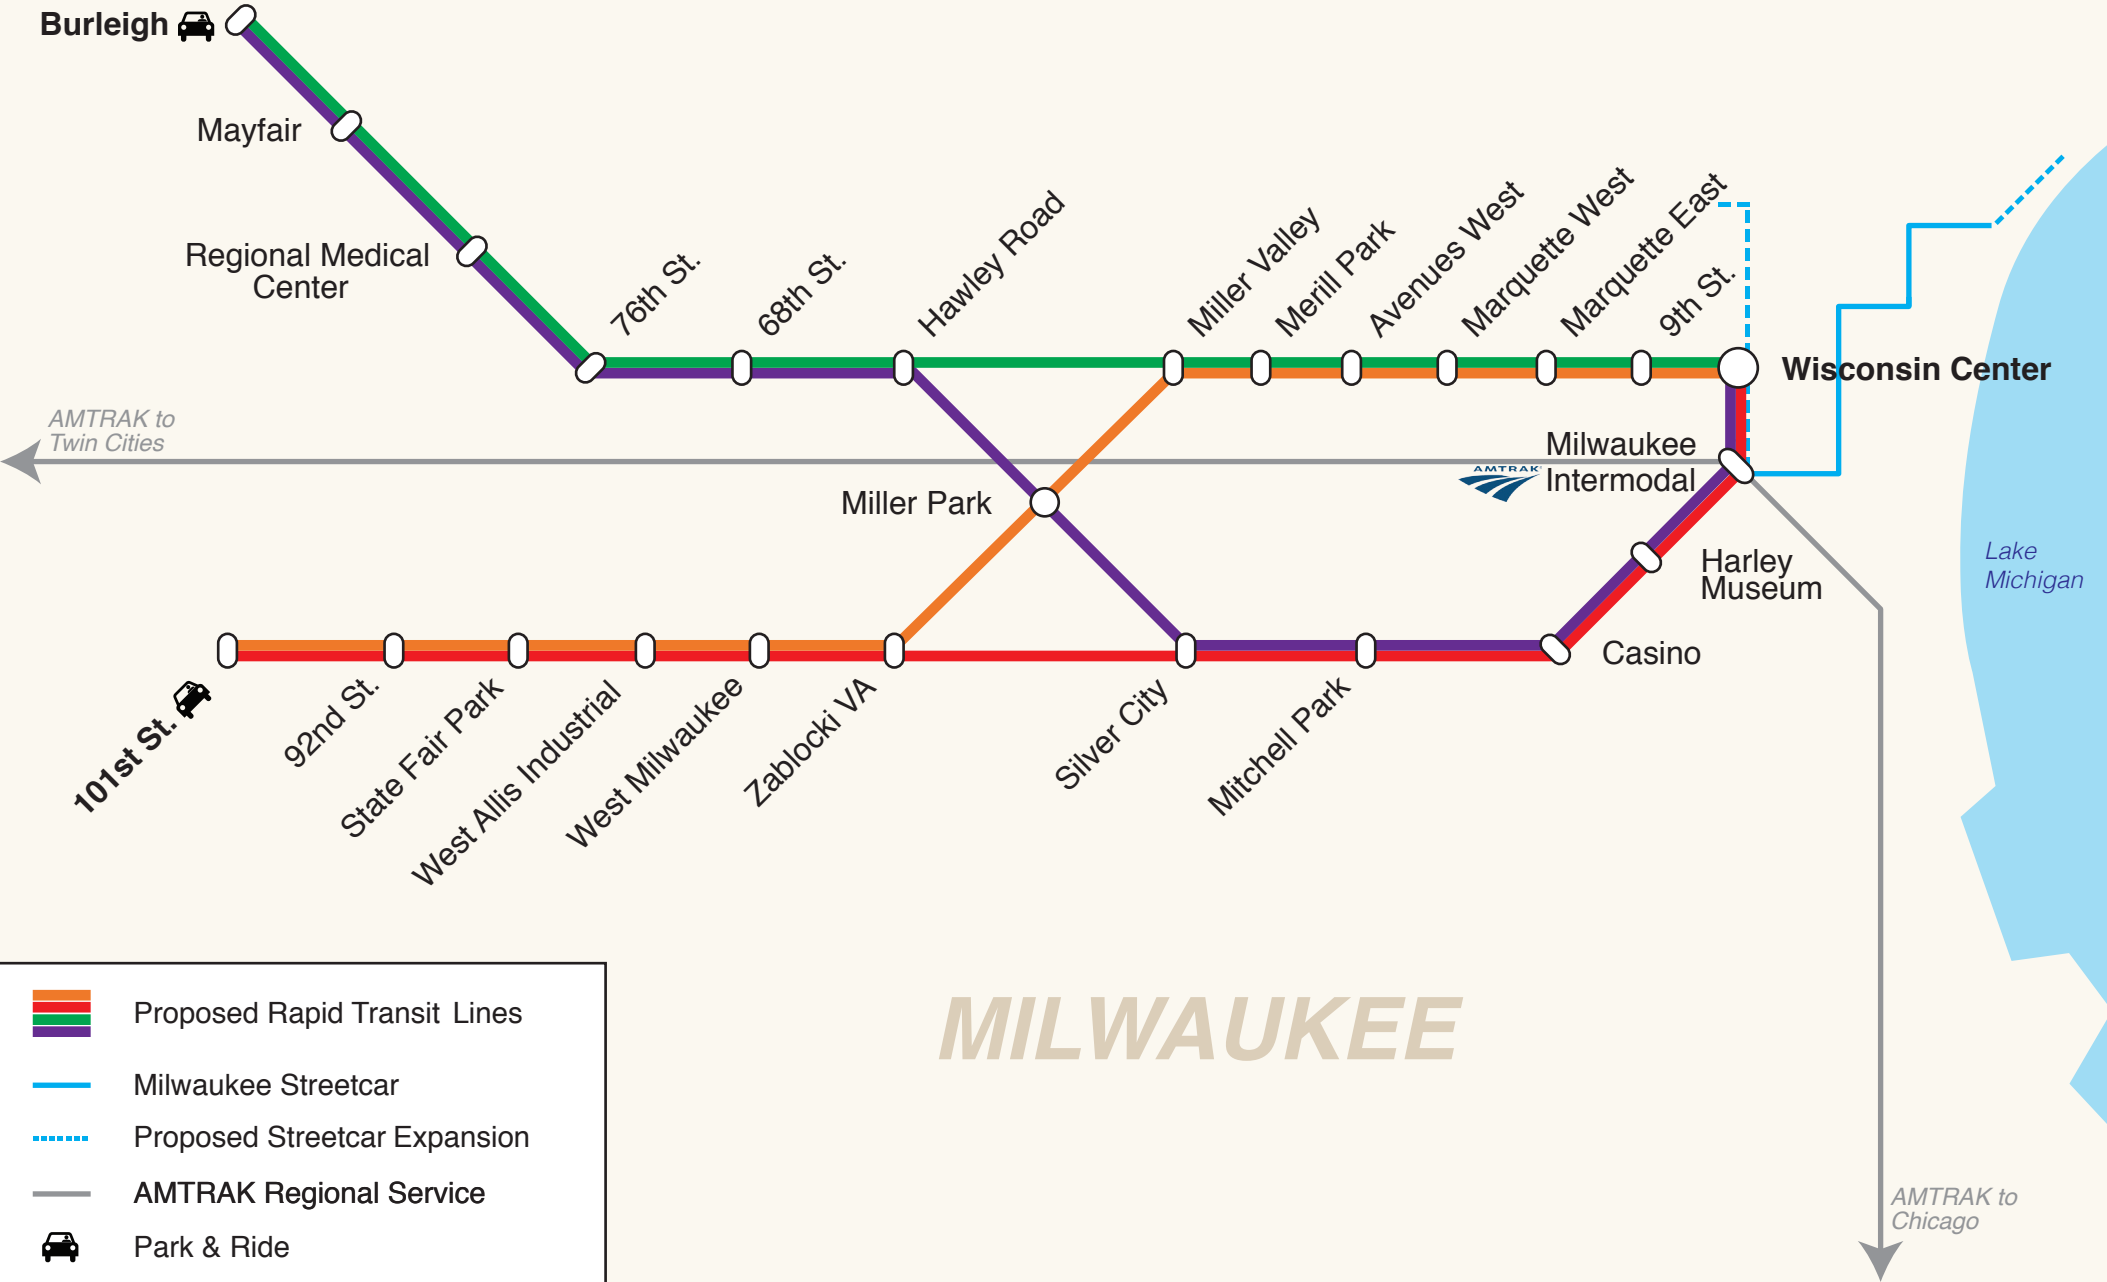 Burleigh
Mayfair
Regional Medical
Center
76th St.
68th St.
Hawley Road
Miller Valley
Merill Park
Avenues West
Marquette West
Marquette East
9th St.
Wisconsin Center
AMTRAK to
Twin Cities
Milwaukee
Intermodal
AMTRAK
Miller Park
Harley
Museum
Lake
Michigan
Casino
101st St.
92nd St.
State Fair Park
West Allis Industrial
West Milwaukee
Zablocki VA
Silver City
Mitchell Park
MILWAUKEE
Proposed Rapid Transit Lines
Milwaukee Streetcar
Proposed Streetcar Expansion
AMTRAK Regional Service
Park & Ride
AMTRAK to
Chicago